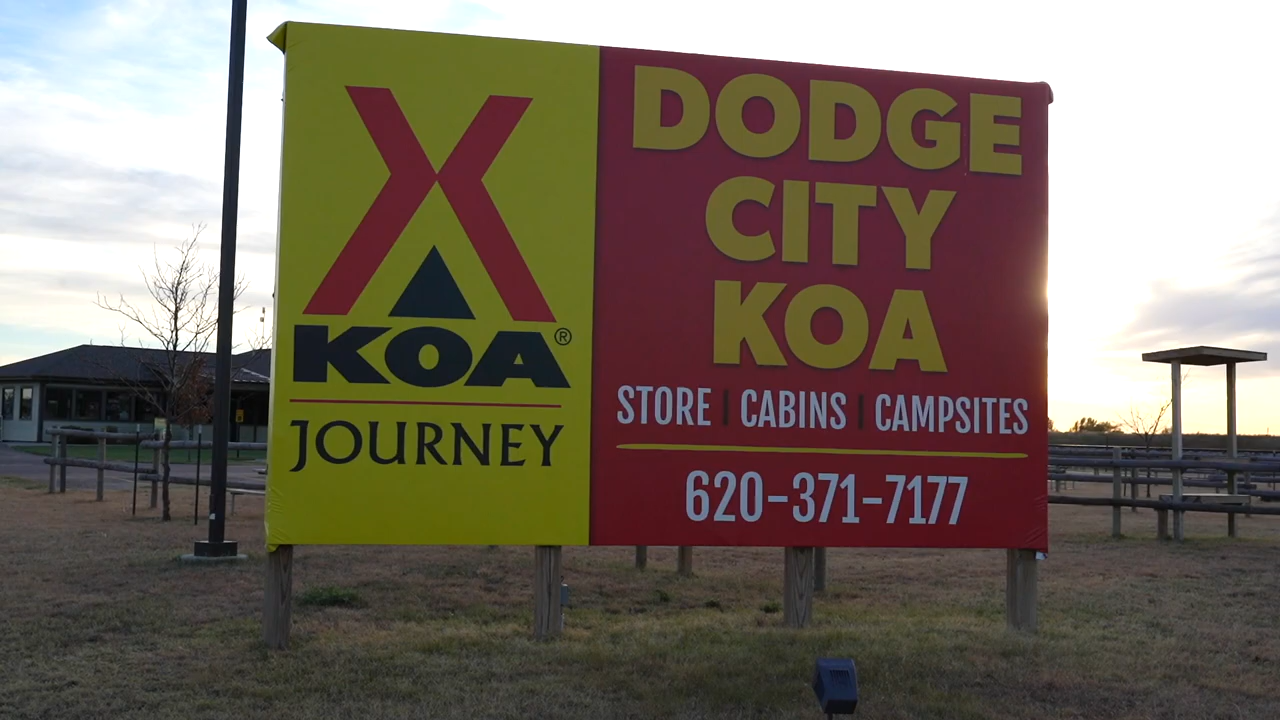 KOA®
JOURNEY
DODGE
CITY
KOA
STORE | CABINS | CAMPSITES
620-371-7177